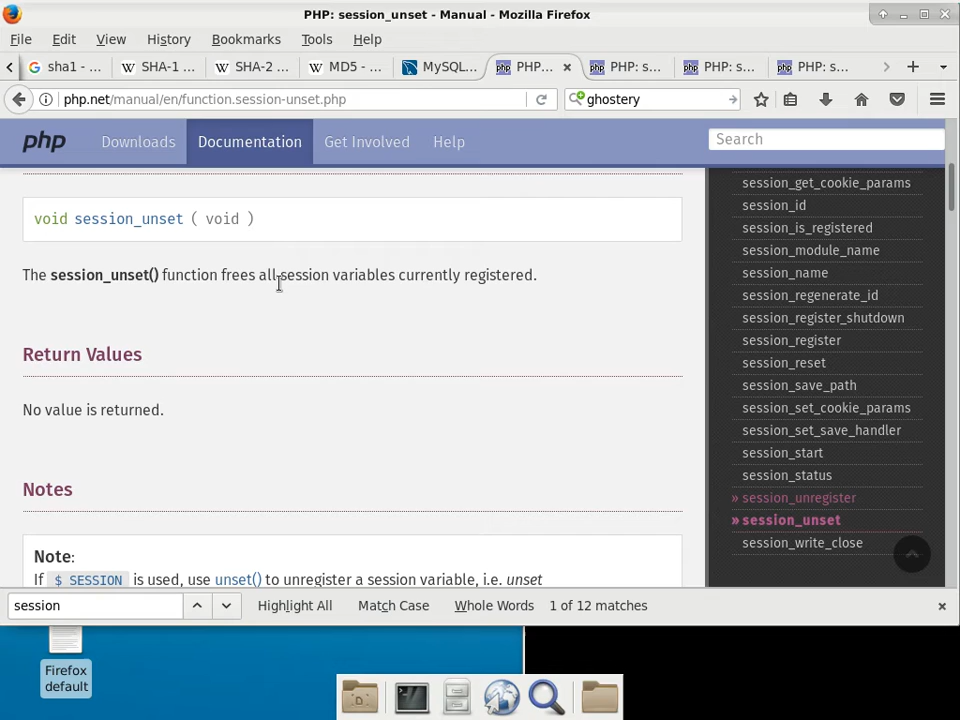 PHP: session_unset - Manual - Mozilla Firefox
File Edit View History Bookmarks Tools Help
sha1 - ... SHA-1 ... SHA-2 ... MD5 - ... MySQL... PHP... PHP: s... PHP: s... PHP: s...
php.net/manual/en/function.session-unset.php ghostery
php Downloads Documentation Get Involved Help Search
void session_unset ( void )
The session_unset() function frees all session variables currently registered.
Return Values
No value is returned.
Notes
Note:
If $_SESSION is used, use unset() to unregister a session variable, i.e. unset
session_get_cookie_params
session_id
session_is_registered
session_module_name
session_name
session_regenerate_id
session_register_shutdown
session_register
session_reset
session_save_path
session_set_cookie_params
session_set_save_handler
session_start
session_status
» session_unregister
» session_unset
session_write_close
session Highlight All Match Case Whole Words 1 of 12 matches
Firefox
default